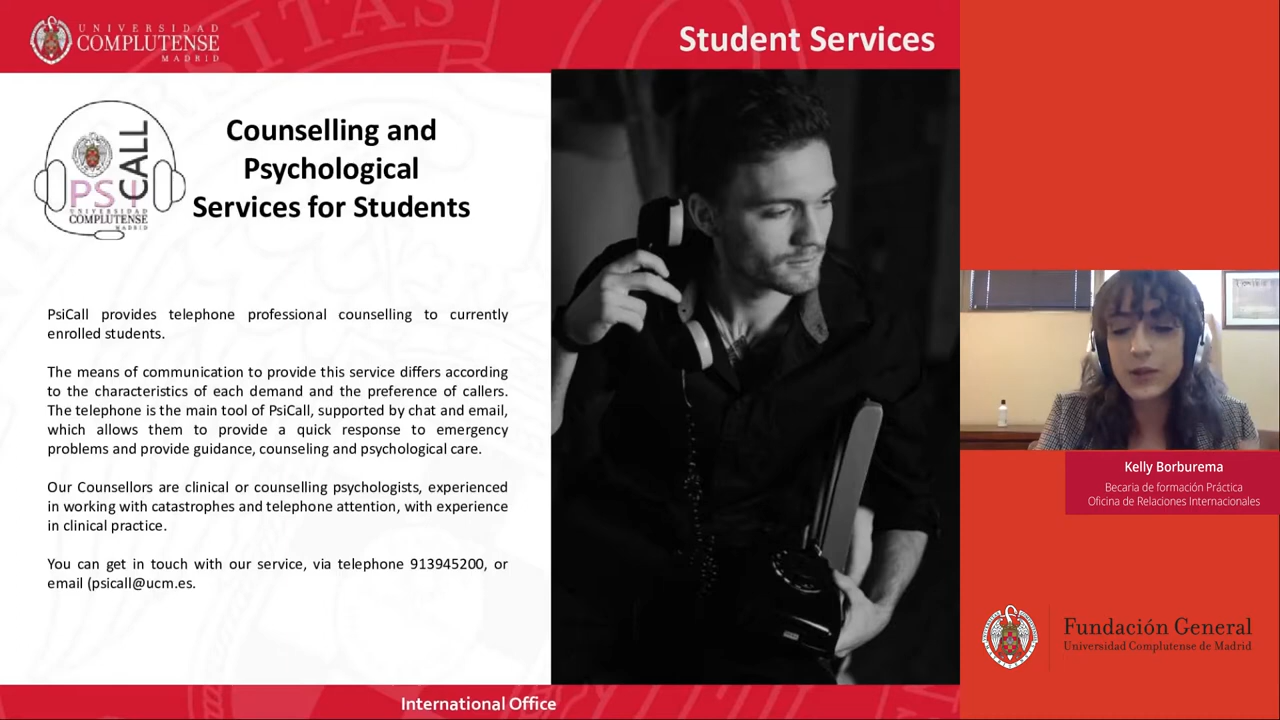 UNIVERSIDAD
COMPLUTENSE
MADRID
Student Services
PSICALL
UNIVERSIDAD
COMPLUTENSE
MADRID
Counselling and
Psychological
Services for Students
PsiCall provides telephone professional counselling to currently
enrolled students.
The means of communication to provide this service differs according
to the characteristics of each demand and the preference of callers.
The telephone is the main tool of PsiCall, supported by chat and email,
which allows them to provide a quick response to emergency
problems and provide guidance, counseling and psychological care.
Our Counsellors are clinical or counselling psychologists, experienced
in working with catastrophes and telephone attention, with experience
in clinical practice.
You can get in touch with our service, via telephone 913945200, or
email (psicall@ucm.es.
International Office
Kelly Borburema
Becaria de formación Práctica
Oficina de Relaciones Internacionales
Fundación General
Universidad Complutense de Madrid